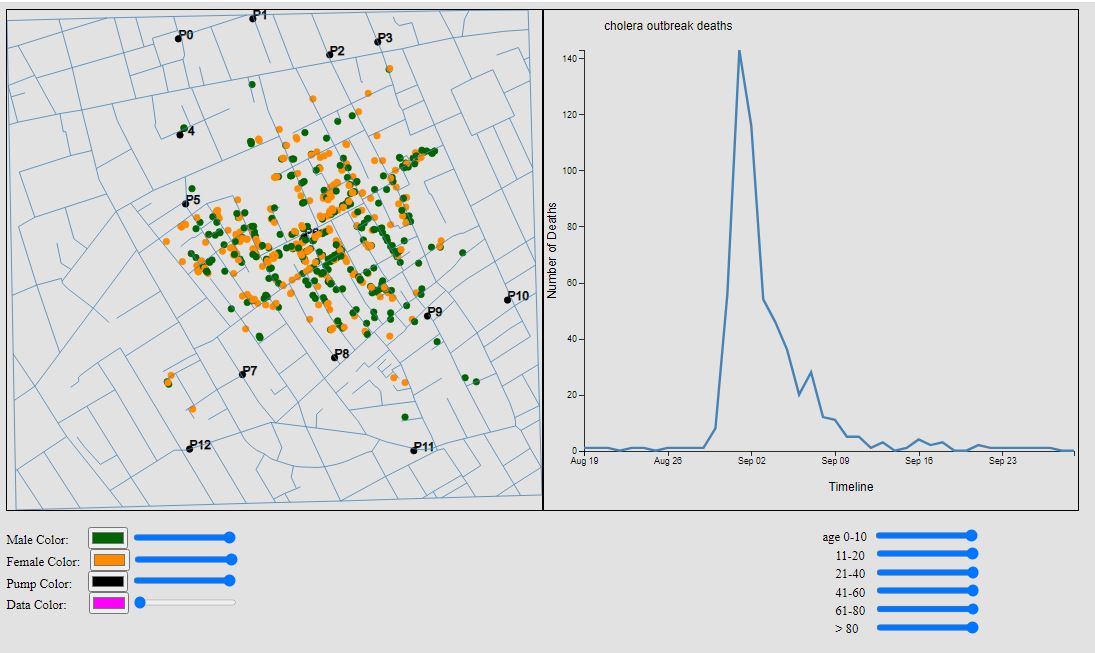 P0
P1
P2
P3
P4
P5
P6
P7
P8
P9
P10
P11
P12
cholera outbreak deaths
Number of Deaths
140
120
100
80
60
40
20
0
Aug 19
Aug 26
Sep 02
Sep 09
Sep 16
Sep 23
Timeline
Male Color:
Female Color:
Pump Color:
Data Color:
age 0-10
11-20
21-40
41-60
61-80
> 80